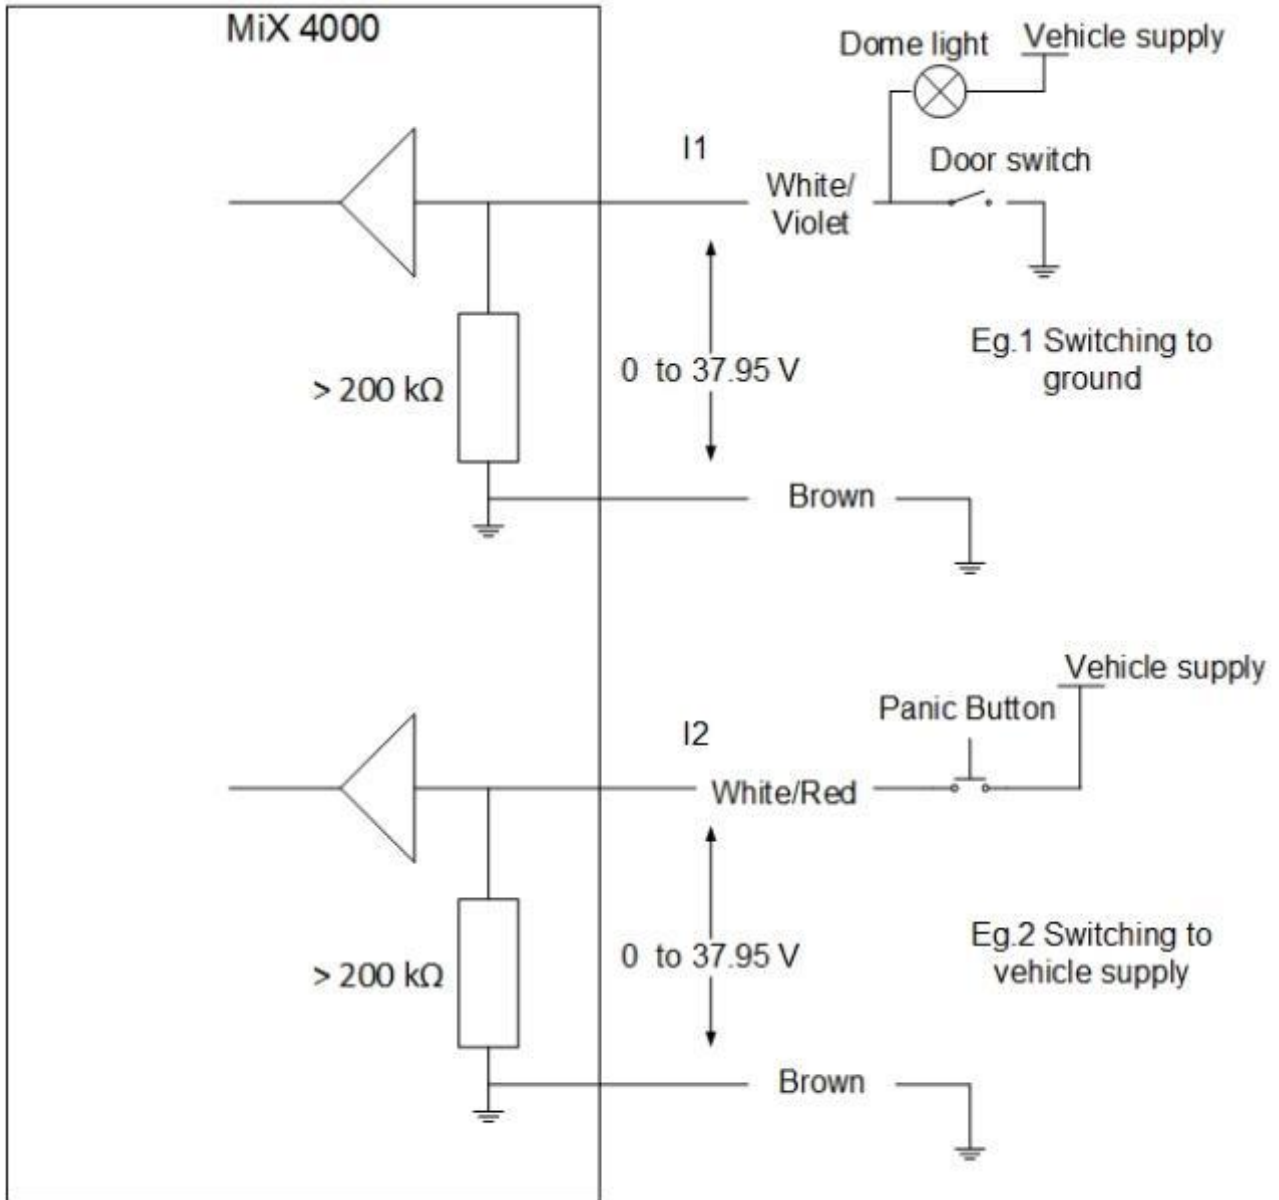 MiX 4000
Dome light
Vehicle supply
I1
Door switch
White/
Violet
0 to 37.95 V
Eg.1 Switching to
ground
> 200 kΩ
Brown
Vehicle supply
Panic Button
I2
White/Red
0 to 37.95 V
Eg.2 Switching to
vehicle supply
> 200 kΩ
Brown